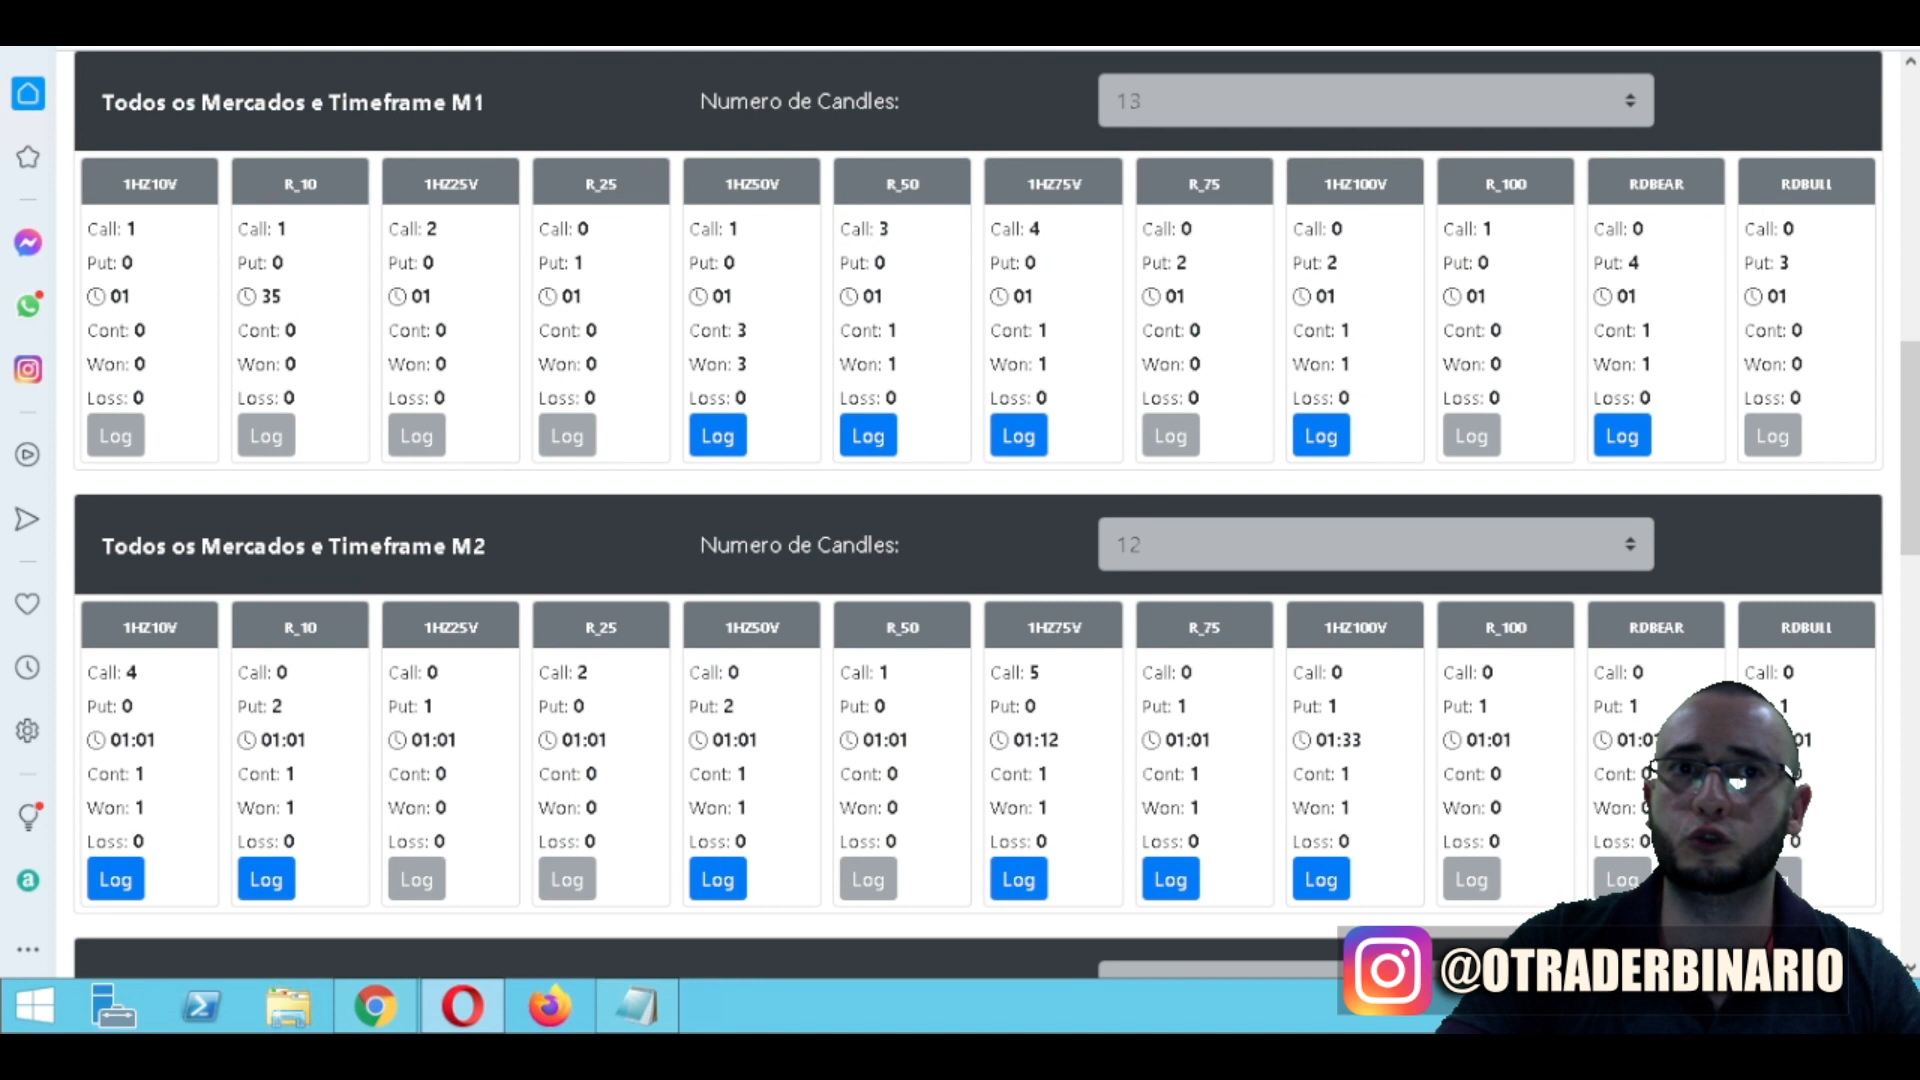 Todos os Mercados e Timeframe M1 Numero de Candles: 13
1HZ10V R_10 1HZ25V R_25 1HZ50V R_50 1HZ75V R_75 1HZ100V R_100 RDBEAR RDBULL
Call: 1 Call: 1 Call: 2 Call: 0 Call: 1 Call: 3 Call: 4 Call: 0 Call: 0 Call: 1 Call: 0 Call: 0
Put: 0 Put: 0 Put: 0 Put: 1 Put: 0 Put: 0 Put: 0 Put: 2 Put: 2 Put: 0 Put: 4 Put: 3
01 35 01 01 01 01 01 01 01 01 01 01
Cont: 0 Cont: 0 Cont: 0 Cont: 0 Cont: 3 Cont: 1 Cont: 1 Cont: 0 Cont: 1 Cont: 0 Cont: 1 Cont: 0
Won: 0 Won: 0 Won: 0 Won: 0 Won: 3 Won: 1 Won: 1 Won: 0 Won: 1 Won: 0 Won: 1 Won: 0
Loss: 0 Loss: 0 Loss: 0 Loss: 0 Loss: 0 Loss: 0 Loss: 0 Loss: 0 Loss: 0 Loss: 0 Loss: 0 Loss: 0
Log Log Log Log Log Log Log Log Log Log Log Log
Todos os Mercados e Timeframe M2 Numero de Candles: 12
1HZ10V R_10 1HZ25V R_25 1HZ50V R_50 1HZ75V R_75 1HZ100V R_100 RDBEAR RDBULL
Call: 4 Call: 0 Call: 0 Call: 2 Call: 0 Call: 1 Call: 5 Call: 0 Call: 0 Call: 0 Call: 0 Call: 0
Put: 0 Put: 2 Put: 1 Put: 0 Put: 2 Put: 0 Put: 0 Put: 1 Put: 1 Put: 1 Put: 1 1
01:01 01:01 01:01 01:01 01:01 01:01 01:12 01:01 01:33 01:01
Cont: 1 Cont: 1 Cont: 0 Cont: 0 Cont: 1 Cont: 0 Cont: 1 Cont: 1 Cont: 1 Cont: 0 Cont:
Won: 1 Won: 1 Won: 0 Won: 0 Won: 1 Won: 0 Won: 1 Won: 1 Won: 1 Won: 0 Won:
Loss: 0 Loss: 0 Loss: 0 Loss: 0 Loss: 0 Loss: 0 Loss: 0 Loss: 0 Loss: 0 Loss: 0 Loss: 0 0
Log Log Log Log Log Log Log Log Log Log Log
@OTRADERBINARIO